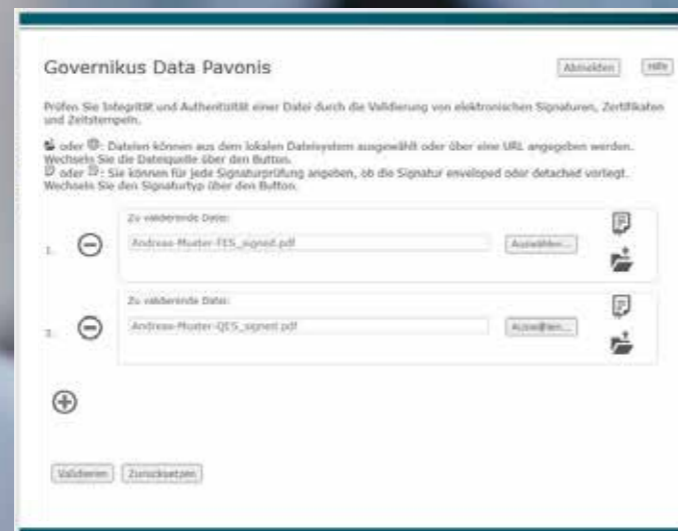 Governikus Data Pavonis
Abmelden
Hilfe
Prüfen Sie Integrität und Authentizität einer Datei durch die Validierung von elektronischen Signaturen, Zertifikaten
und Zeitstempeln.
oder : Dateien können aus dem lokalen Dateisystem ausgewählt oder über eine URL angegeben werden.
Wechseln Sie die Dateiquelle über den Button.
oder : Sie können für jede Signaturprüfung angeben, ob die Signatur enveloped oder detached vorliegt.
Wechseln Sie den Signaturtyp über den Button.
Zu validierende Datei:
1.
Andreas-Muster-FES_signed.pdf
Auswählen...
Zu validierende Datei:
2.
Andreas-Muster-QES_signed.pdf
Auswählen...
Validieren
Zurücksetzen